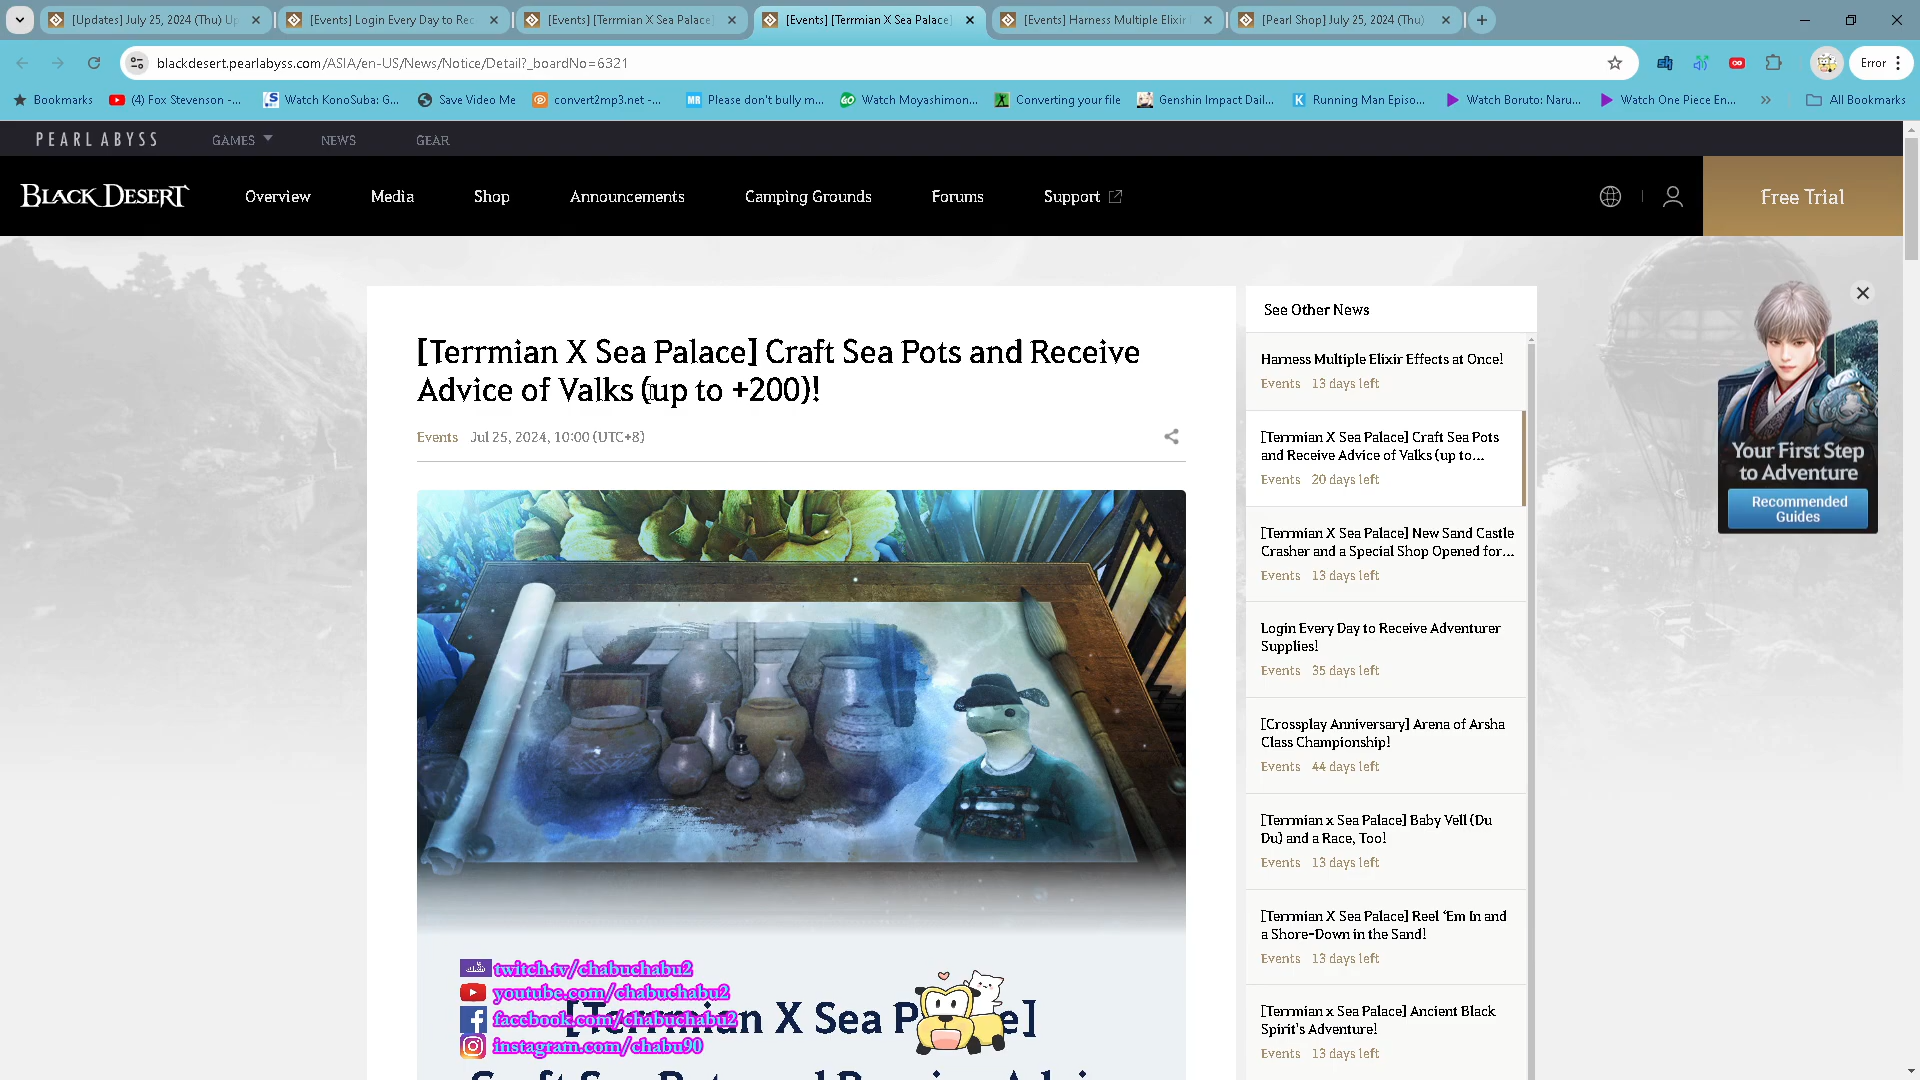 [Updates] July 25, 2024 (Thu) Up
[Events] Login Every Day to Rec
[Events] [Terrmian X Sea Palace]
[Events] [Terrmian X Sea Palace]
[Events] Harness Multiple Elixir
[Pearl Shop] July 25, 2024 (Thu)
blackdesert.pearlabyss.com/ASIA/en-US/News/Notice/Detail?_boardNo=6321
Error
Bookmarks
(4) Fox Stevenson -...
Watch KonoSuba: G...
Save Video Me
convert2mp3.net -...
Please don't bully m...
Watch Moyashimon...
Converting your file
Genshin Impact Dail...
Running Man Episo...
Watch Boruto: Naru...
Watch One Piece En...
All Bookmarks
PEARL ABYSS
GAMES
NEWS
GEAR
BLACK DESERT
Overview
Media
Shop
Announcements
Camping Grounds
Forums
Support
Free Trial
[Terrmian X Sea Palace] Craft Sea Pots and Receive
Advice of Valks (up to +200)!
Events Jul 25, 2024, 10:00 (UTC+8)
See Other News
Harness Multiple Elixir Effects at Once!
Events 13 days left
[Terrmian X Sea Palace] Craft Sea Pots
and Receive Advice of Valks (up to...
Events 20 days left
[Terrmian X Sea Palace] New Sand Castle
Crasher and a Special Shop Opened for...
Events 13 days left
Login Every Day to Receive Adventurer
Supplies!
Events 35 days left
[Crossplay Anniversary] Arena of Arsha
Class Championship!
Events 44 days left
[Terrmian x Sea Palace] Baby Vell (Du
Du) and a Race, Too!
Events 13 days left
[Terrmian X Sea Palace] Reel 'Em In and
a Shore-Down in the Sand!
Events 13 days left
[Terrmian x Sea Palace] Ancient Black
Spirit's Adventure!
Events 13 days left
Your First Step
to Adventure
Recommended
Guides
twitch.tv/chabuchabu2
youtube.com/chabuchabu2
facebook.com/chabuchabu2
instagram.com/chabu90
[Terrmian X Sea P e]